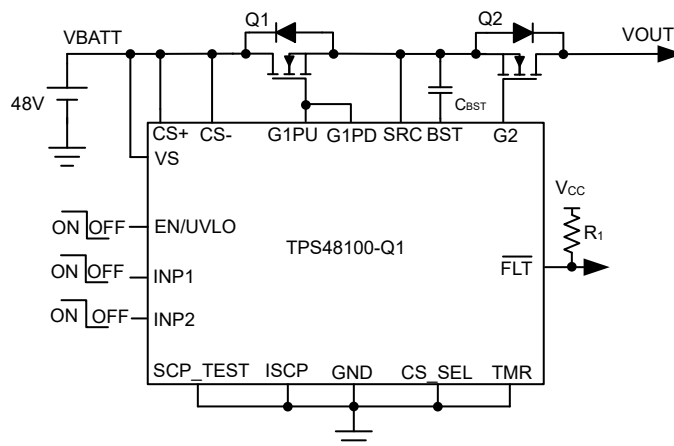 Q1
Q2
VBATT
VOUT
48V
CBST
CS+
CS-
G1PU
G1PD
SRC
BST
G2
VS
VCC
ON
OFF
EN/UVLO
R1
TPS48100-Q1
FLT
ON
OFF
INP1
ON
OFF
INP2
SCP_TEST
ISCP
GND
CS_SEL
TMR